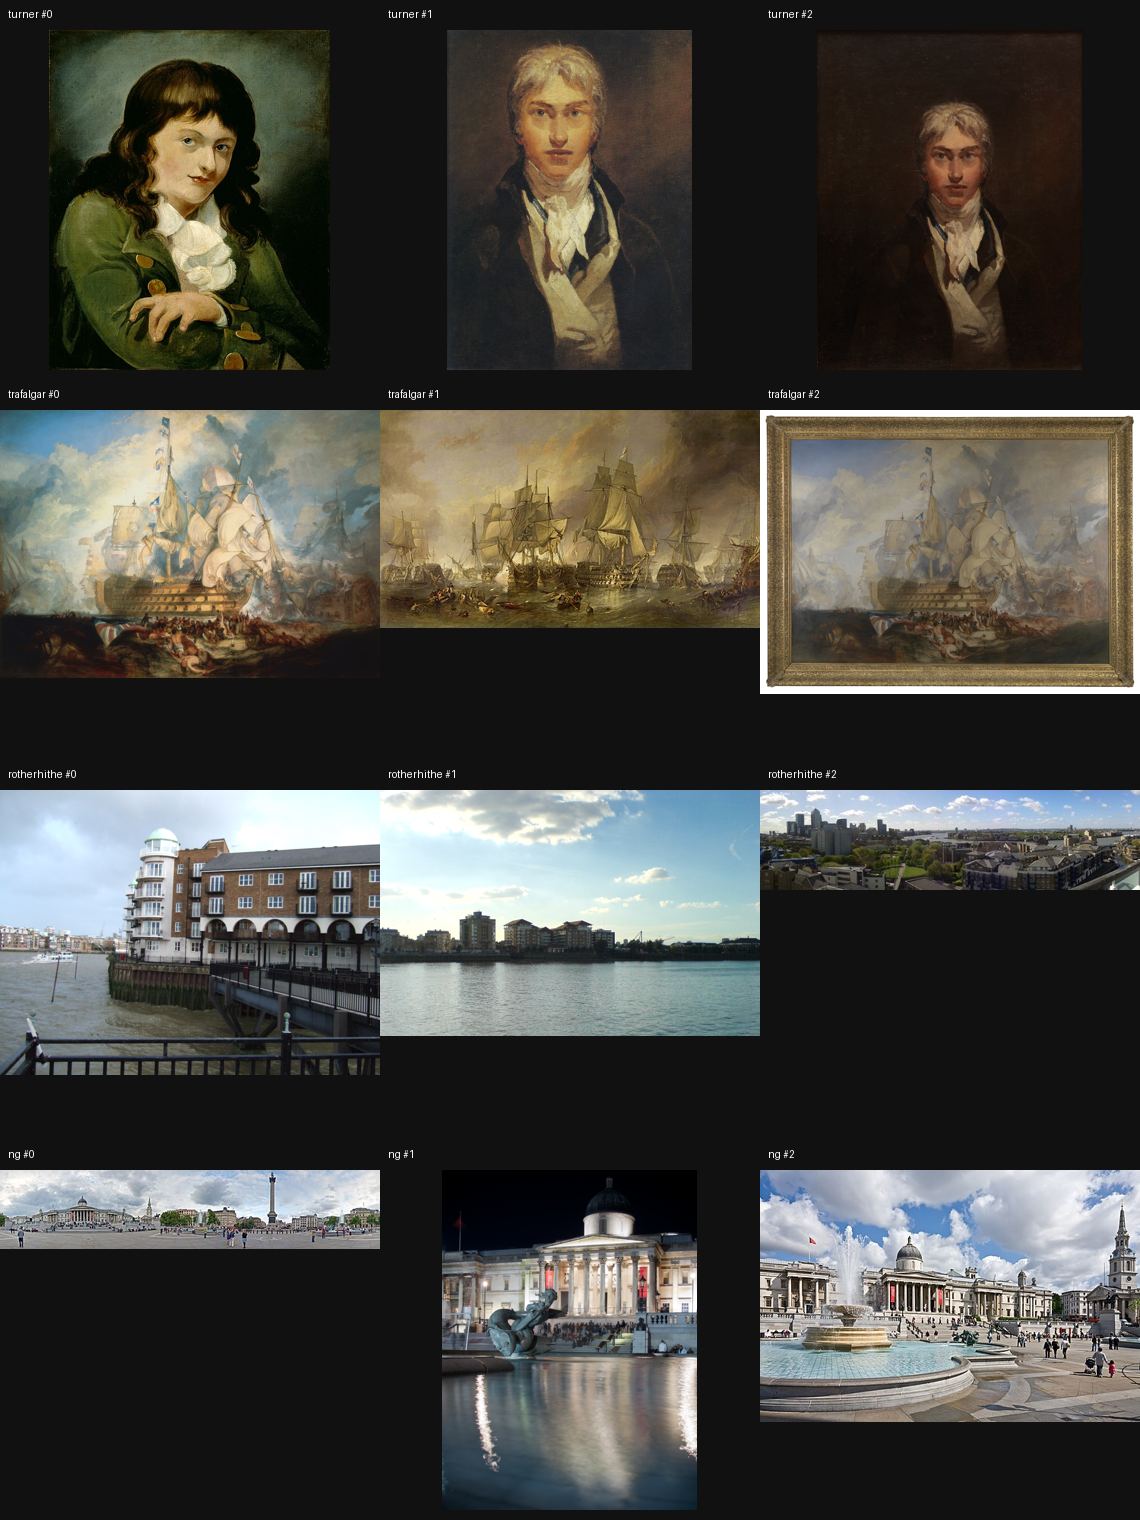 turner #0
turner #1
turner #2
trafalgar #0
trafalgar #1
trafalgar #2
rotherhithe #0
rotherhithe #1
rotherhithe #2
ng #0
ng #1
ng #2